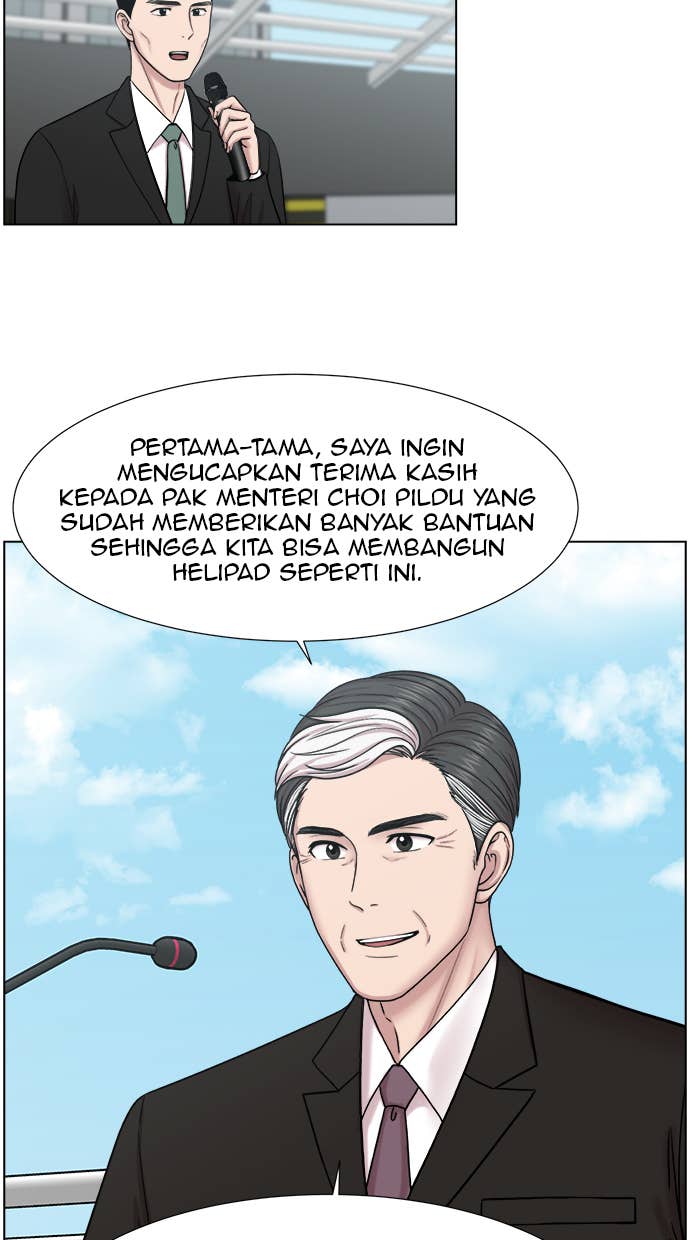 PERTAMA-TAMA, SAYA INGIN
MENGUCAPKAN TERIMA KASIH
KEPADA PAK MENTERI CHOI PILDU YANG
SUDAH MEMBERIKAN BANYAK BANTUAN
SEHINGGA KITA BISA MEMBANGUN
HELIPAD SEPERTI INI.